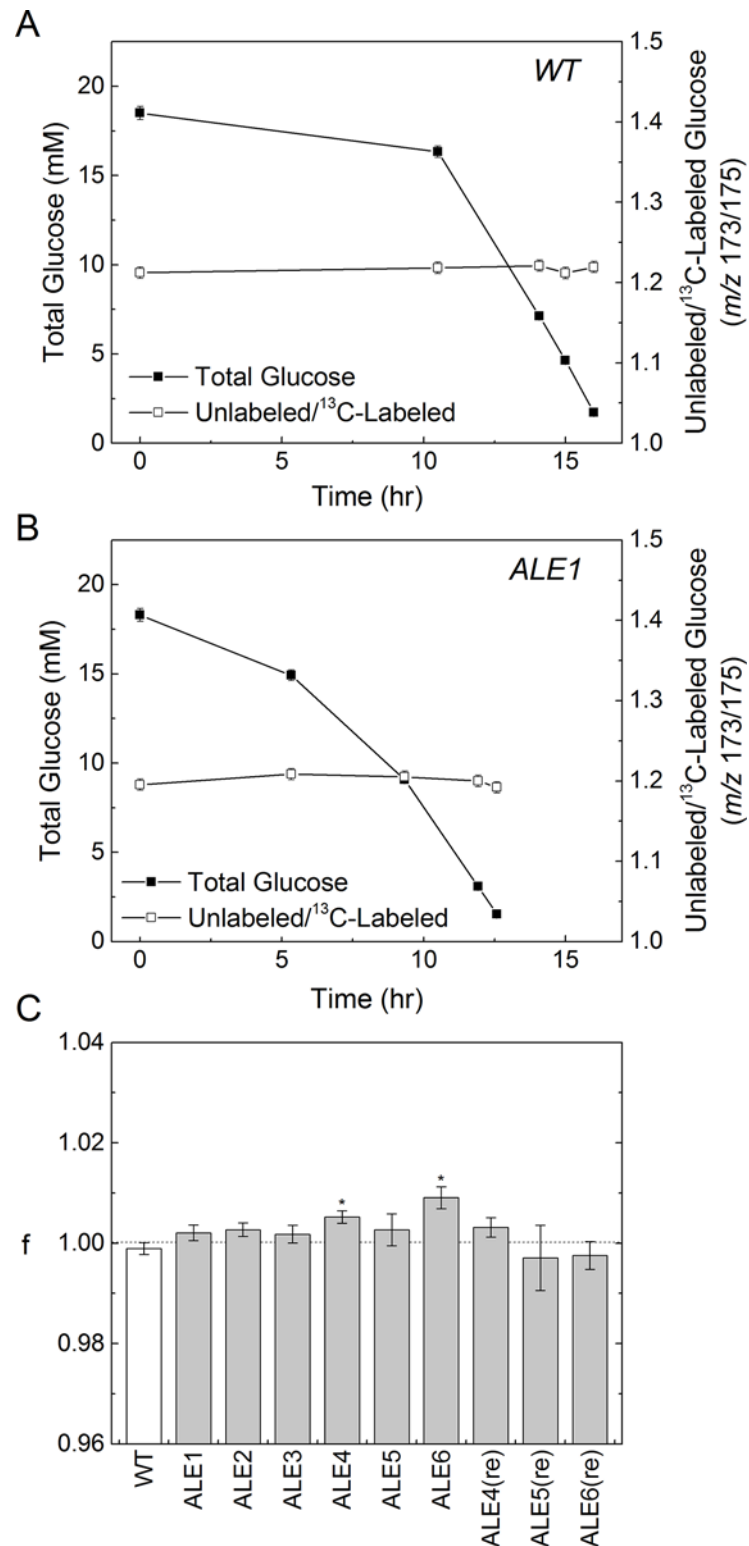 A
WT
Total Glucose (mM)
20
15
10
5
0
1.5
1.4
1.3
1.2
1.1
1.0
Unlabeled/¹³C-Labeled Glucose
(m/z 173/175)
Total Glucose
Unlabeled/¹³C-Labeled
0 5 10 15
Time (hr)
B
ALE1
Total Glucose (mM)
20
15
10
5
0
1.5
1.4
1.3
1.2
1.1
1.0
Unlabeled/¹³C-Labeled Glucose
(m/z 173/175)
Total Glucose
Unlabeled/¹³C-Labeled
0 5 10 15
Time (hr)
C
f
1.04
1.02
1.00
0.98
0.96
* *
WT ALE1 ALE2 ALE3 ALE4 ALE5 ALE6 ALE4(re) ALE5(re) ALE6(re)